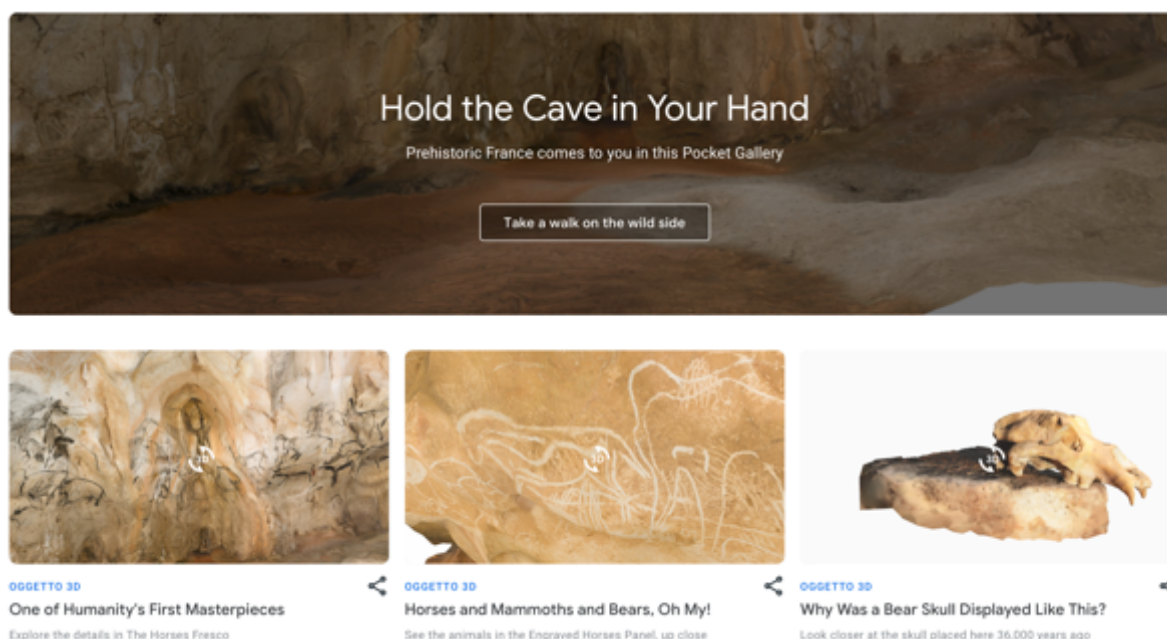 Hold the Cave in Your Hand
Prehistoric France comes to you in this Pocket Gallery
Take a walk on the wild side
3D
3D
3D
OGGETTO 3D
One of Humanity's First Masterpieces
Explore the details in The Horses Fresco
OGGETTO 3D
Horses and Mammoths and Bears, Oh My!
See the animals in the Engraved Horses Panel, up close
OGGETTO 3D
Why Was a Bear Skull Displayed Like This?
Look closer at the skull placed here 36,000 years ago